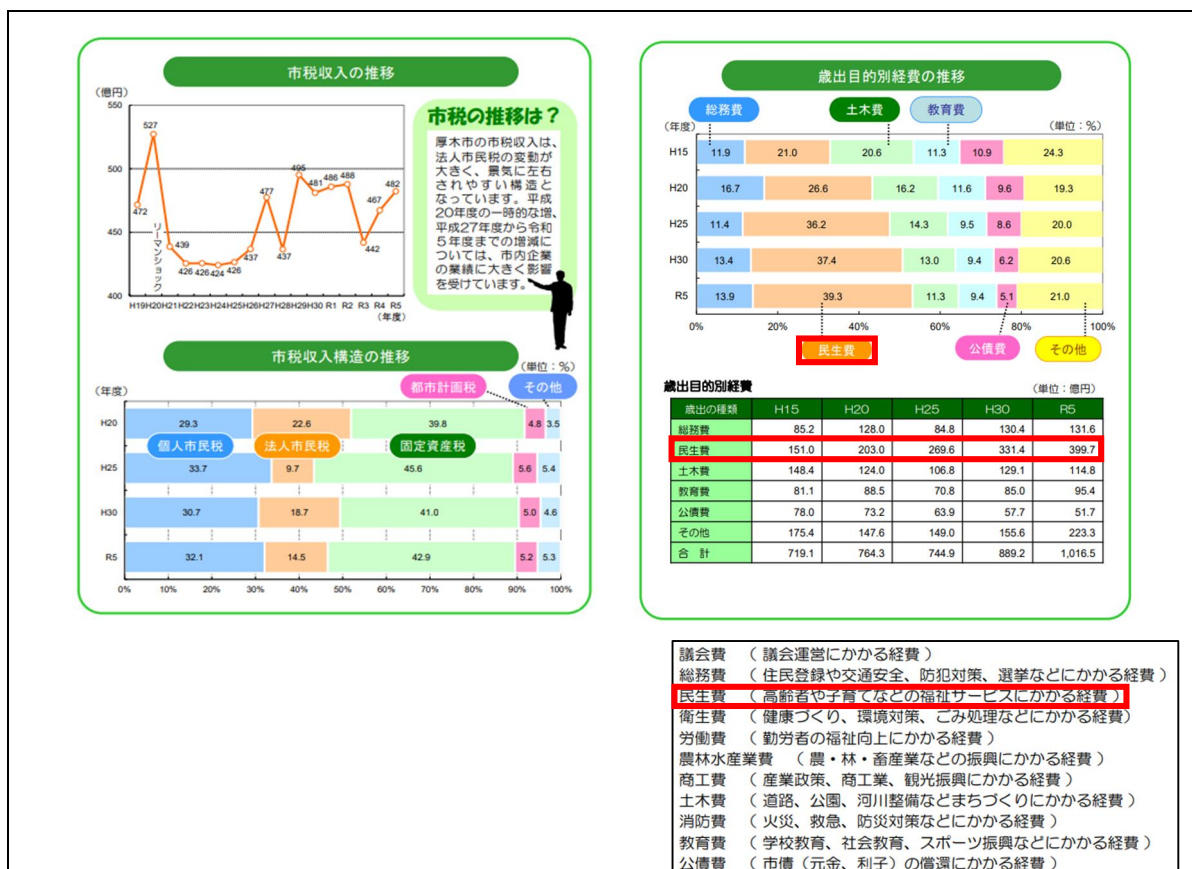 市税収入の推移
（億円）
550
500
450
400
527
472
439
426
426
424
426
437
477
437
495
481
486
488
442
467
482
リーマンショック
H19H20H21H22H23H24H25H26H27H28H29H30 R1 R2 R3 R4 R5
（年度）
市税の推移は？
厚木市の市税収入は、
法人市民税の変動が
大きく、景気に左右
されやすい構造と
なっています。平成
20年度の一時的な増、
平成27年度から令和
5年度までの増減に
ついては、市内企業
の業績に大きく影響
を受けています。
市税収入構造の推移
（単位：%）
（年度）
都市計画税 その他
H20 29.3 22.6 39.8 4.8 3.5
個人市民税 法人市民税 固定資産税
H25 33.7 9.7 45.6 5.6 5.4
H30 30.7 18.7 41.0 5.0 4.6
R5 32.1 14.5 42.9 5.2 5.3
0% 10% 20% 30% 40% 50% 60% 70% 80% 90% 100%
歳出目的別経費の推移
総務費 土木費 教育費
（年度） （単位：%）
H15 11.9 21.0 20.6 11.3 10.9 24.3
H20 16.7 26.6 16.2 11.6 9.6 19.3
H25 11.4 36.2 14.3 9.5 8.6 20.0
H30 13.4 37.4 13.0 9.4 6.2 20.6
R5 13.9 39.3 11.3 9.4 5.1 21.0
0% 20% 40% 60% 80% 100%
民生費 公債費 その他
歳出目的別経費 （単位：億円）
歳出の種類 H15 H20 H25 H30 R5
総務費 85.2 128.0 84.8 130.4 131.6
民生費 151.0 203.0 269.6 331.4 399.7
土木費 148.4 124.0 106.8 129.1 114.8
教育費 81.1 88.5 70.8 85.0 95.4
公債費 78.0 73.2 63.9 57.7 51.7
その他 175.4 147.6 149.0 155.6 223.3
合 計 719.1 764.3 744.9 889.2 1,016.5
議会費 （ 議会運営にかかる経費 ）
総務費 （ 住民登録や交通安全、防犯対策、選挙などにかかる経費 ）
民生費 （ 高齢者や子育てなどの福祉サービスにかかる経費 ）
衛生費 （ 健康づくり、環境対策、ごみ処理などにかかる経費）
労働費 （ 勤労者の福祉向上にかかる経費 ）
農林水産業費 （ 農・林・畜産業などの振興にかかる経費 ）
商工費 （ 産業政策、商工業、観光振興にかかる経費 ）
土木費 （ 道路、公園、河川整備などまちづくりにかかる経費 ）
消防費 （ 火災、救急、防災対策などにかかる経費 ）
教育費 （ 学校教育、社会教育、スポーツ振興などにかかる経費 ）
公債費 （ 市債（元金、利子）の償還にかかる経費 ）